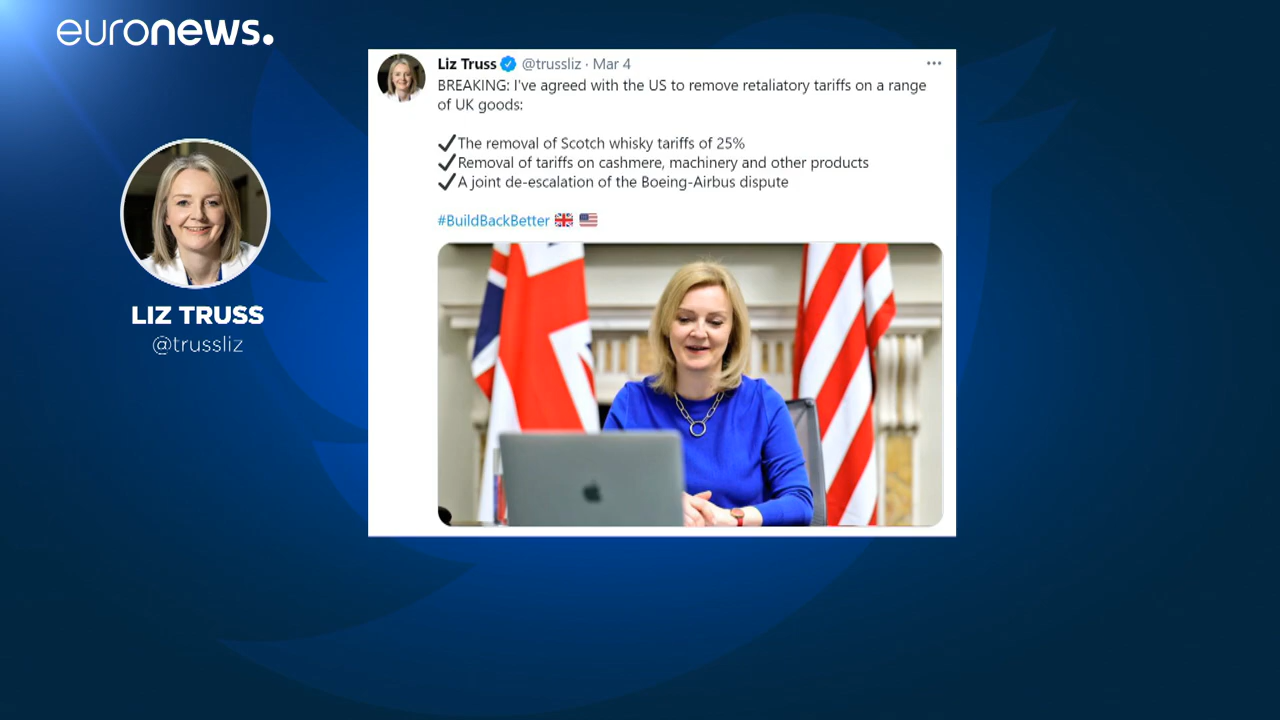 euronews.
Liz Truss @trussliz · Mar 4
BREAKING: I've agreed with the US to remove retaliatory tariffs on a range
of UK goods:
✓The removal of Scotch whisky tariffs of 25%
✓Removal of tariffs on cashmere, machinery and other products
✓A joint de-escalation of the Boeing-Airbus dispute
#BuildBackBetter 🇬🇧 🇺🇸
LIZ TRUSS
@trussliz